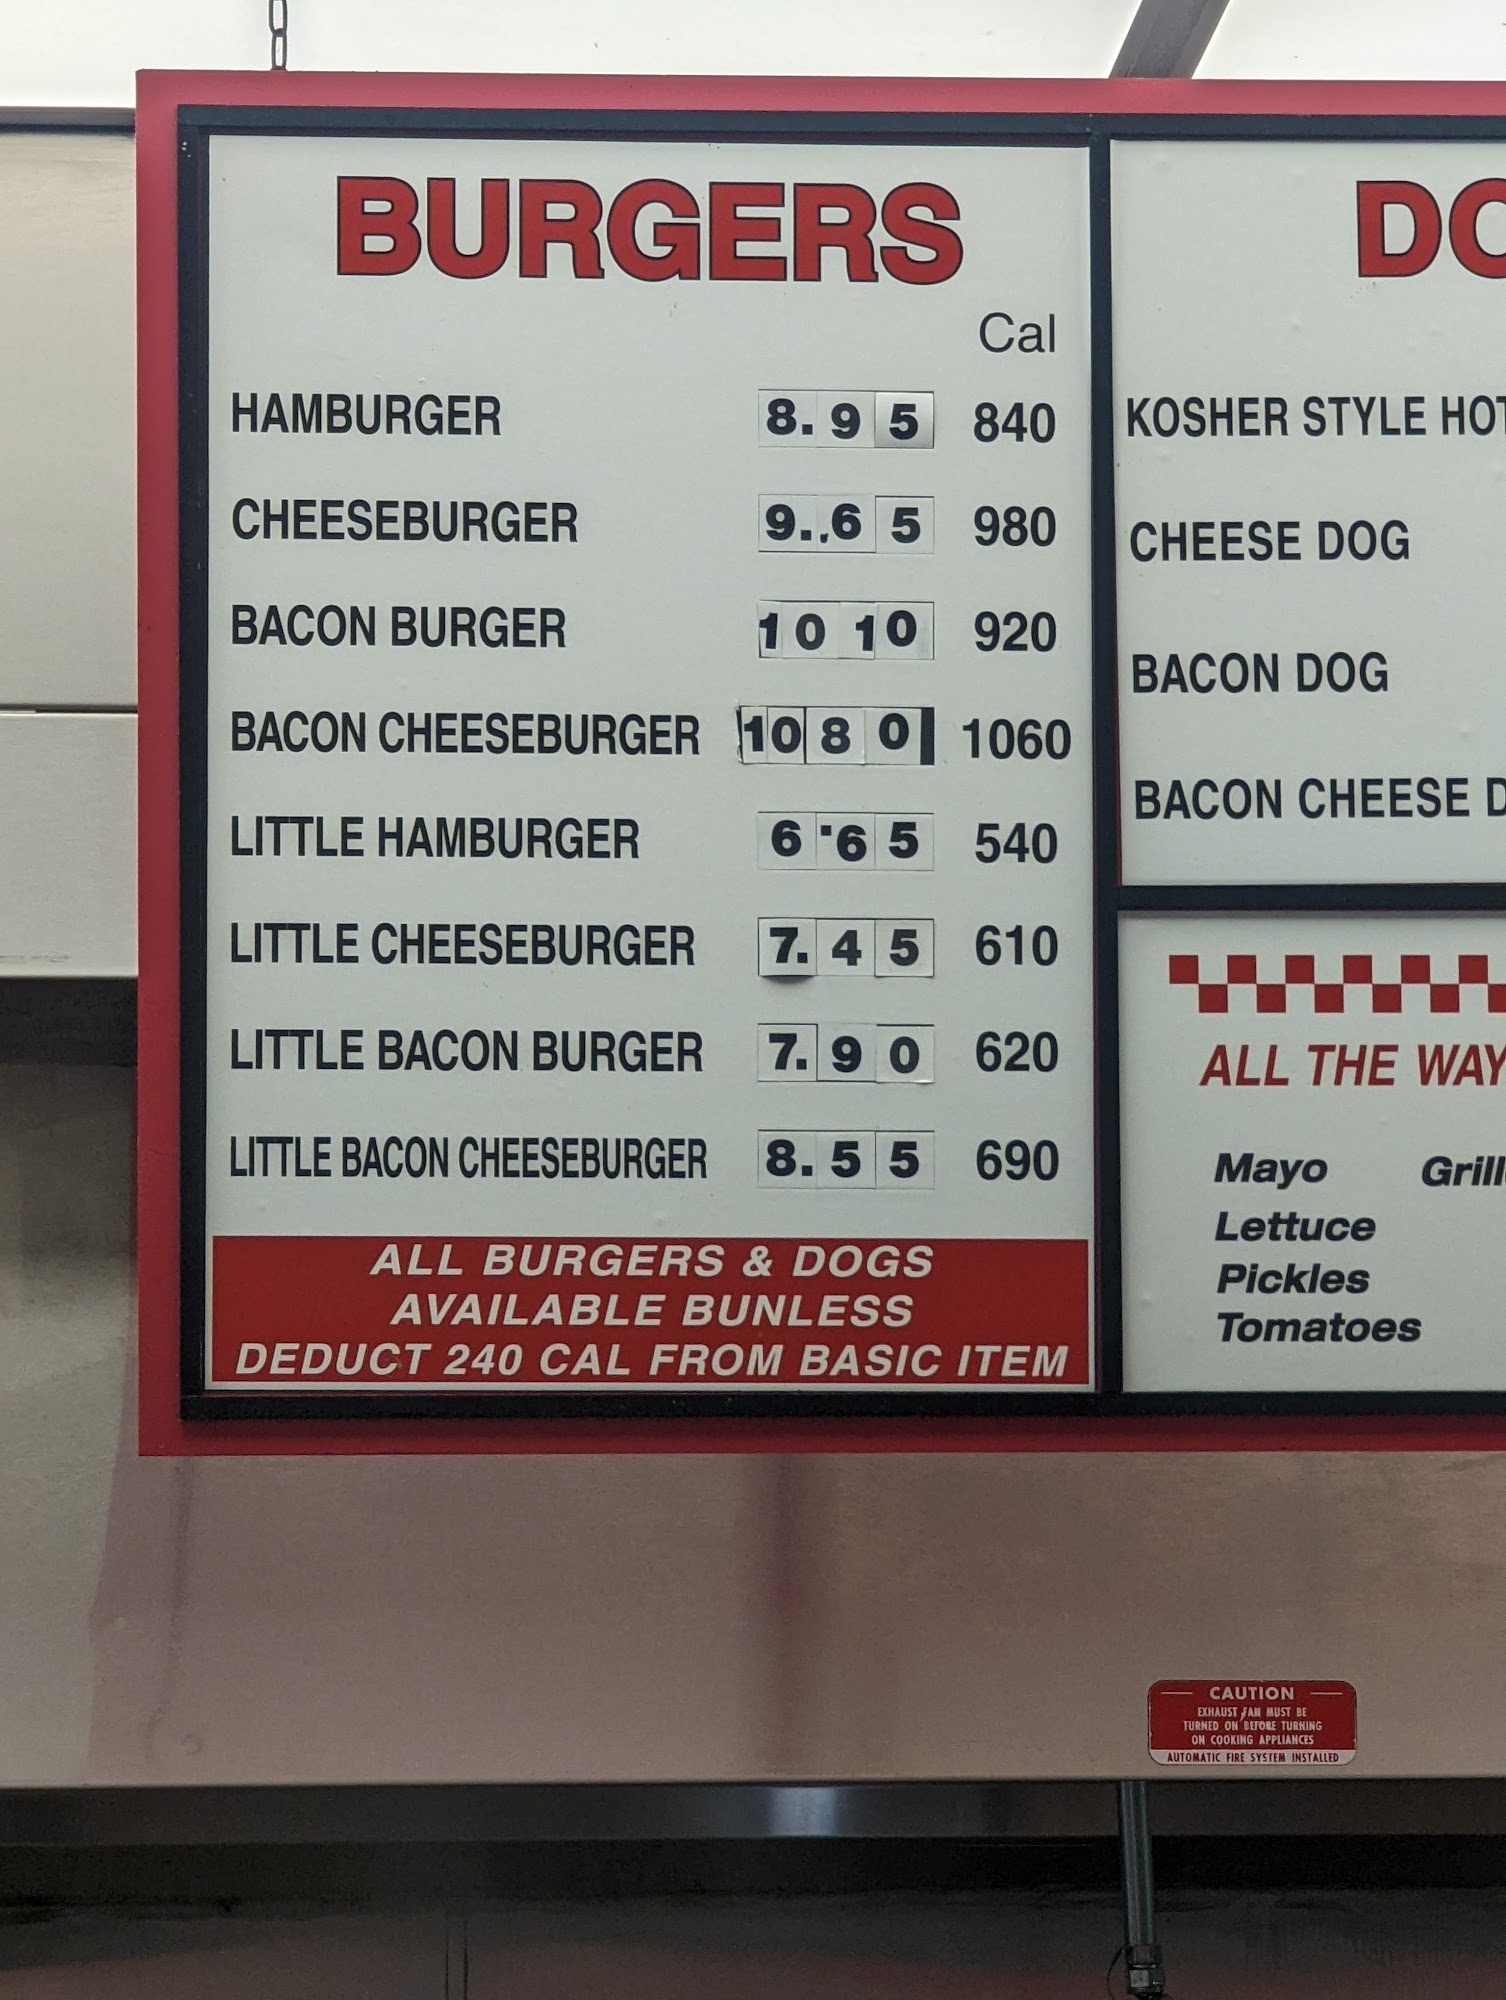 BURGERS
Cal
HAMBURGER 8.95 840
CHEESEBURGER 9..65 980
BACON BURGER 10 10 920
BACON CHEESEBURGER 10 80 1060
LITTLE HAMBURGER 6·65 540
LITTLE CHEESEBURGER 7.45 610
LITTLE BACON BURGER 7.90 620
LITTLE BACON CHEESEBURGER 8.55 690
ALL BURGERS & DOGS
AVAILABLE BUNLESS
DEDUCT 240 CAL FROM BASIC ITEM
DO
KOSHER STYLE HOT
CHEESE DOG
BACON DOG
BACON CHEESE D
ALL THE WAY
Mayo Grill
Lettuce
Pickles
Tomatoes
CAUTION
EXHAUST FAN MUST BE
TURNED ON BEFORE TURNING
ON COOKING APPLIANCES
AUTOMATIC FIRE SYSTEM INSTALLED